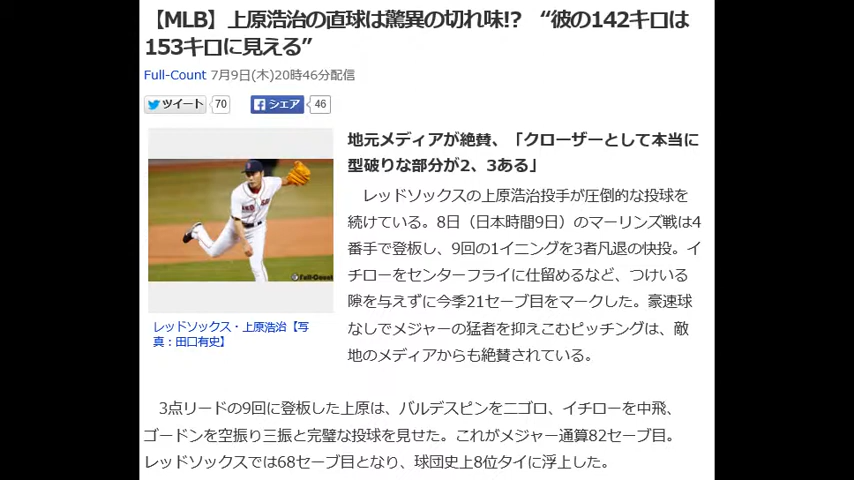 【MLB】上原浩治の直球は驚異の切れ味!? “彼の142キロは
153キロに見える”
Full-Count 7月9日(木)20時46分配信
ツイート 70 シェア 46
地元メディアが絶賛、「クローザーとして本当に
型破りな部分が2、3ある」
レッドソックスの上原浩治投手が圧倒的な投球を
続けている。8日（日本時間9日）のマーリンズ戦は4
番手で登板し、9回の1イニングを3者凡退の快投。イ
チローをセンターフライに仕留めるなど、つけいる
隙を与えずに今季21セーブ目をマークした。豪速球
なしでメジャーの猛者を抑えこむピッチングは、敵
地のメディアからも絶賛されている。
Full-Count
レッドソックス・上原浩治【写
真：田口有史】
3点リードの9回に登板した上原は、バルデスピンを二ゴロ、イチローを中飛、
ゴードンを空振り三振と完璧な投球を見せた。これがメジャー通算82セーブ目。
レッドソックスでは68セーブ目となり、球団史上8位タイに浮上した。